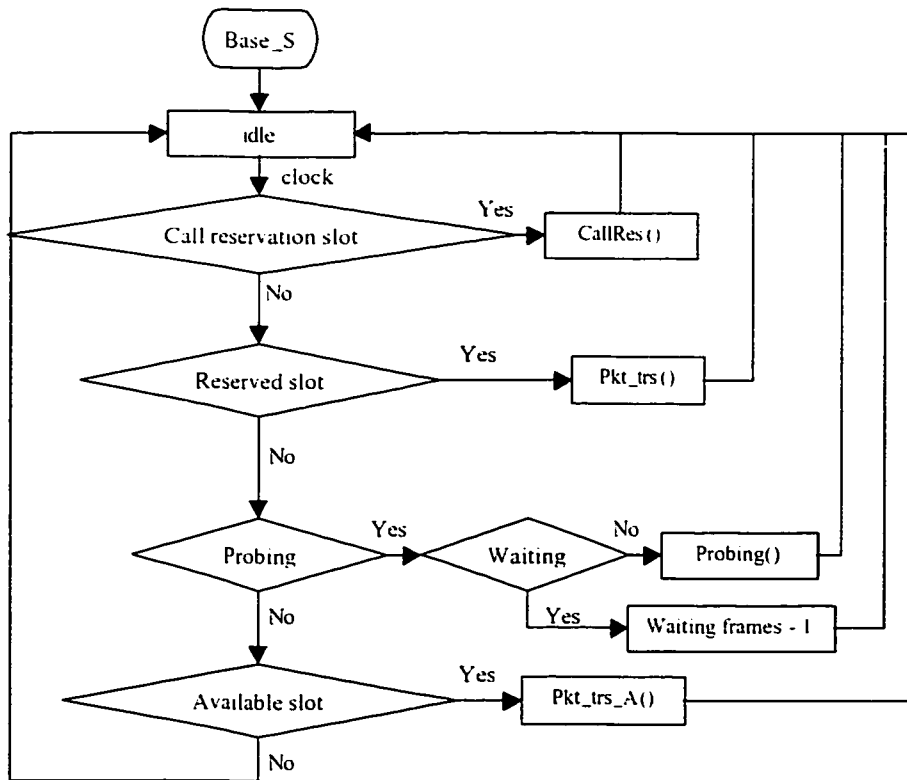 Base_S
idle
clock
Yes
Call reservation slot
CallRes()
No
Yes
Reserved slot
Pkt_trs()
No
Yes
No
Probing
Waiting
Probing()
No
Yes
Waiting frames - 1
Yes
Available slot
Pkt_trs_A()
No